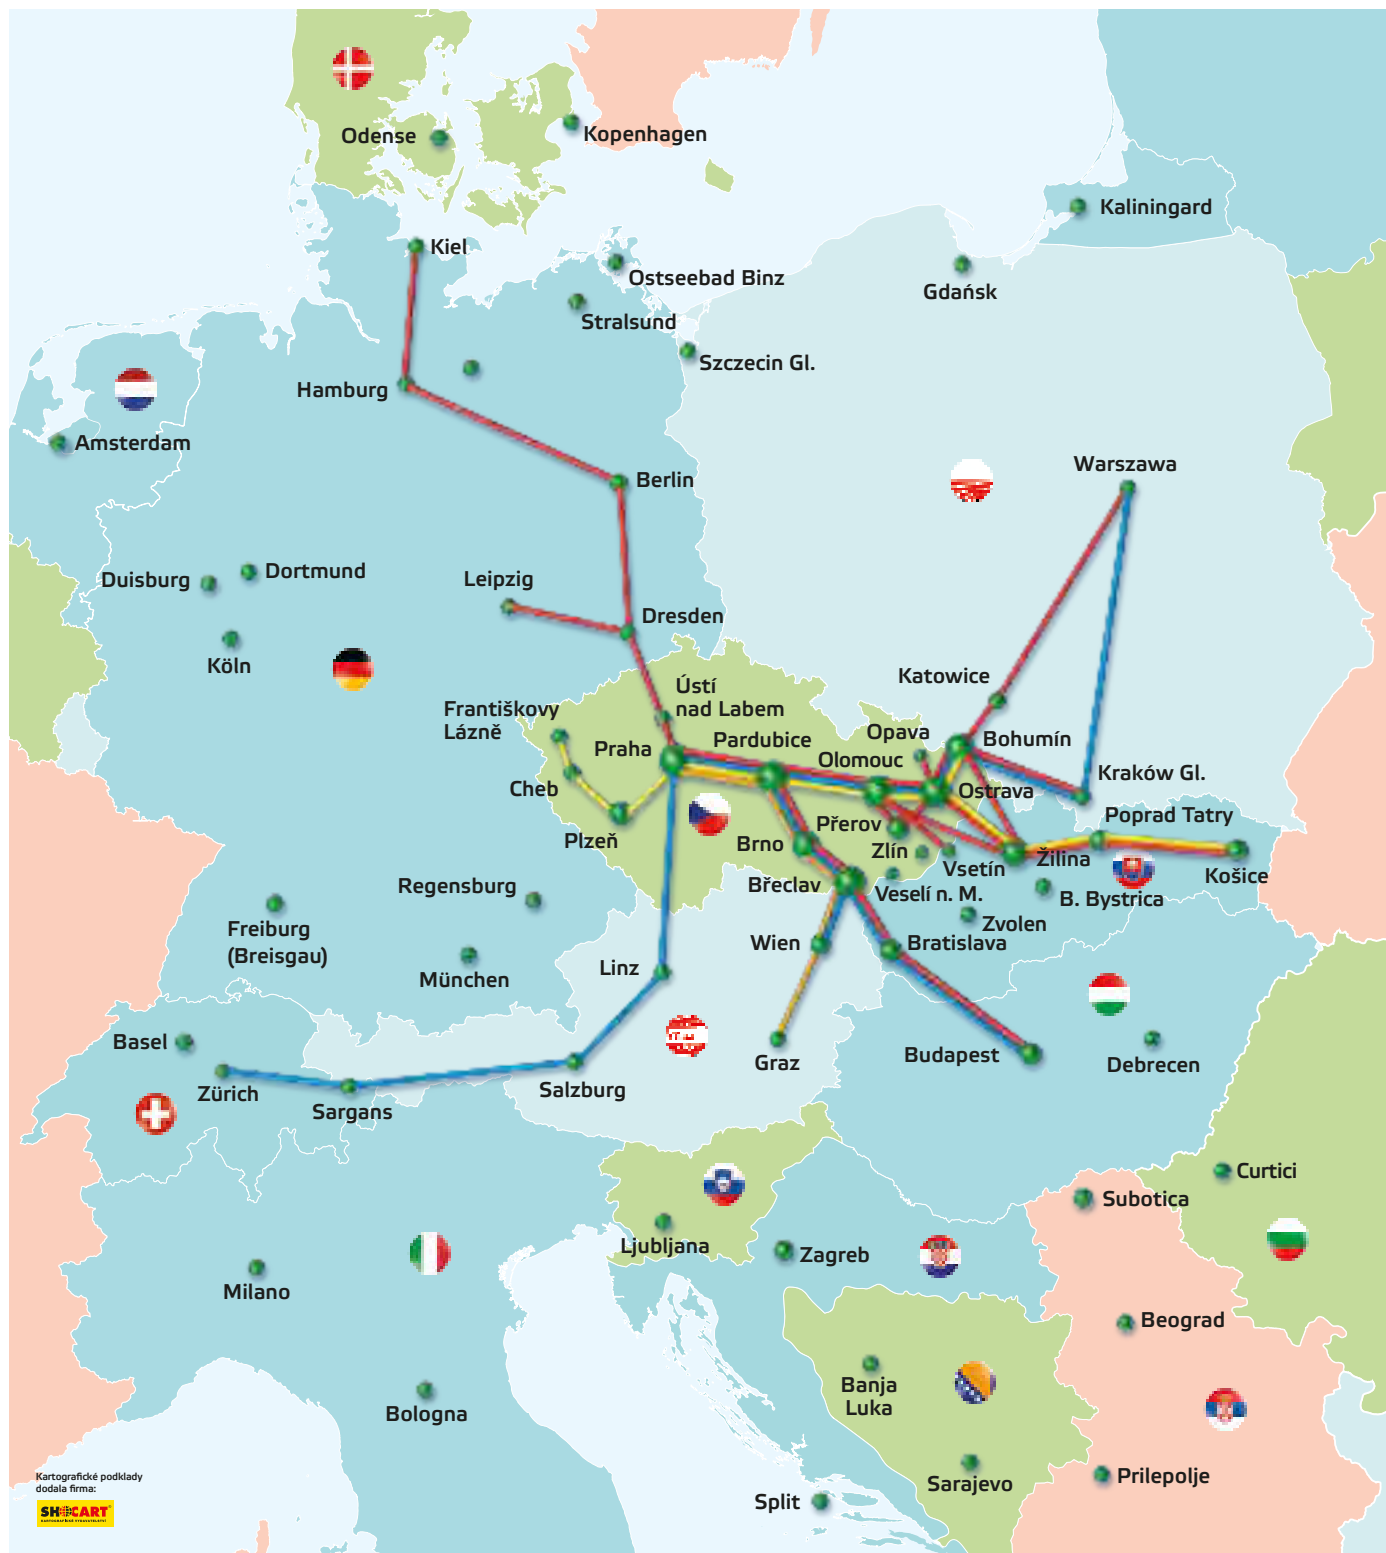 Odense
Kopenhagen
Kaliningard
Kiel
Ostseebad Binz
Gdańsk
Stralsund
Szczecin Gl.
Hamburg
Amsterdam
Warszawa
Berlin
Duisburg
Dortmund
Leipzig
Dresden
Köln
Katowice
Ústí
nad Labem
Františkovy
Lázně
Opava
Bohumín
Praha
Pardubice
Olomouc
Kraków Gl.
Cheb
Ostrava
Poprad Tatry
Přerov
Plzeň
Brno
Zlín
Vsetín
Žilina
Košice
Regensburg
Břeclav
Veselí n. M.
B. Bystrica
Zvolen
Freiburg
(Breisgau)
Wien
Bratislava
Linz
München
Basel
Budapest
Graz
Debrecen
Zürich
Salzburg
Sargans
Curtici
Subotica
Ljubljana
Zagreb
Milano
Beograd
Banja
Luka
Bologna
Sarajevo
Prilepolje
Split
Kartografické podklady
dodala firma:
SHOCART
KARTOGRAFICKÉ VYDAVATELSTVÍ